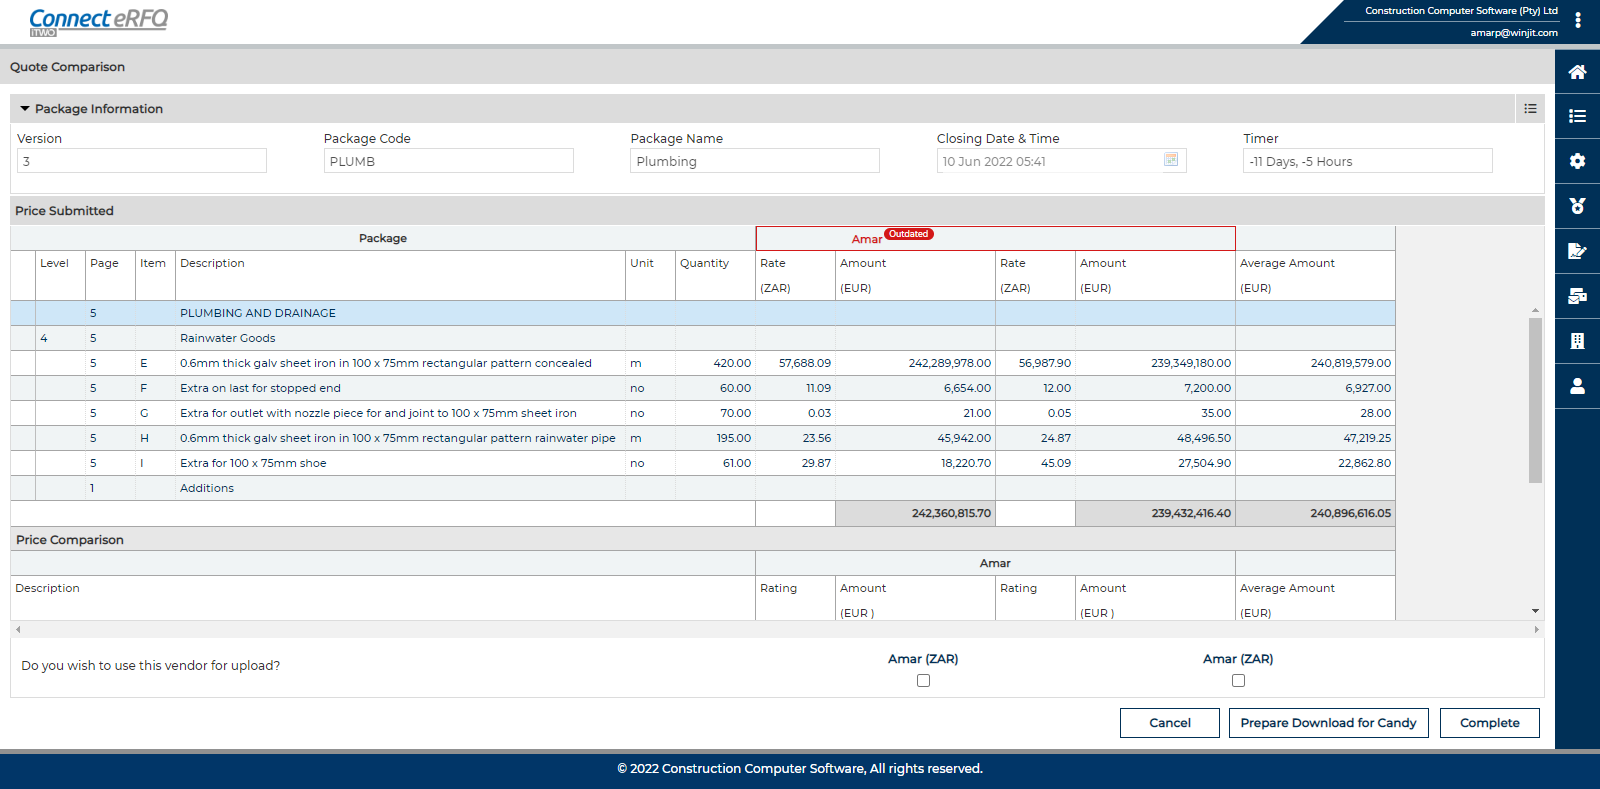 Connect eRFQ
iTWO
Construction Computer Software (Pty) Ltd
amarp@winjit.com
Quote Comparison
Package Information
Version Package Code Package Name Closing Date & Time Timer
3 PLUMB Plumbing 10 Jun 2022 05:41 -11 Days, -5 Hours
Price Submitted
Package Amar Outdated
Level Page Item Description Unit Quantity Rate Amount Rate Amount Average Amount
(ZAR) (EUR) (ZAR) (EUR) (EUR)
5 PLUMBING AND DRAINAGE
4 5 Rainwater Goods
5 E 0.6mm thick galv sheet iron in 100 x 75mm rectangular pattern concealed m 420.00 57,688.09 242,289,978.00 56,987.90 239,349,180.00 240,819,579.00
5 F Extra on last for stopped end no 60.00 11.09 6,654.00 12.00 7,200.00 6,927.00
5 G Extra for outlet with nozzle piece for and joint to 100 x 75mm sheet iron no 70.00 0.03 21.00 0.05 35.00 28.00
5 H 0.6mm thick galv sheet iron in 100 x 75mm rectangular pattern rainwater pipe m 195.00 23.56 45,942.00 24.87 48,496.50 47,219.25
5 I Extra for 100 x 75mm shoe no 61.00 29.87 18,220.70 45.09 27,504.90 22,862.80
1 Additions
242,360,815.70 239,432,416.40 240,896,616.05
Price Comparison
Amar
Description Rating Amount Rating Amount Average Amount
(EUR ) (EUR ) (EUR)
Do you wish to use this vendor for upload? Amar (ZAR) Amar (ZAR)
Cancel Prepare Download for Candy Complete
© 2022 Construction Computer Software, All rights reserved.